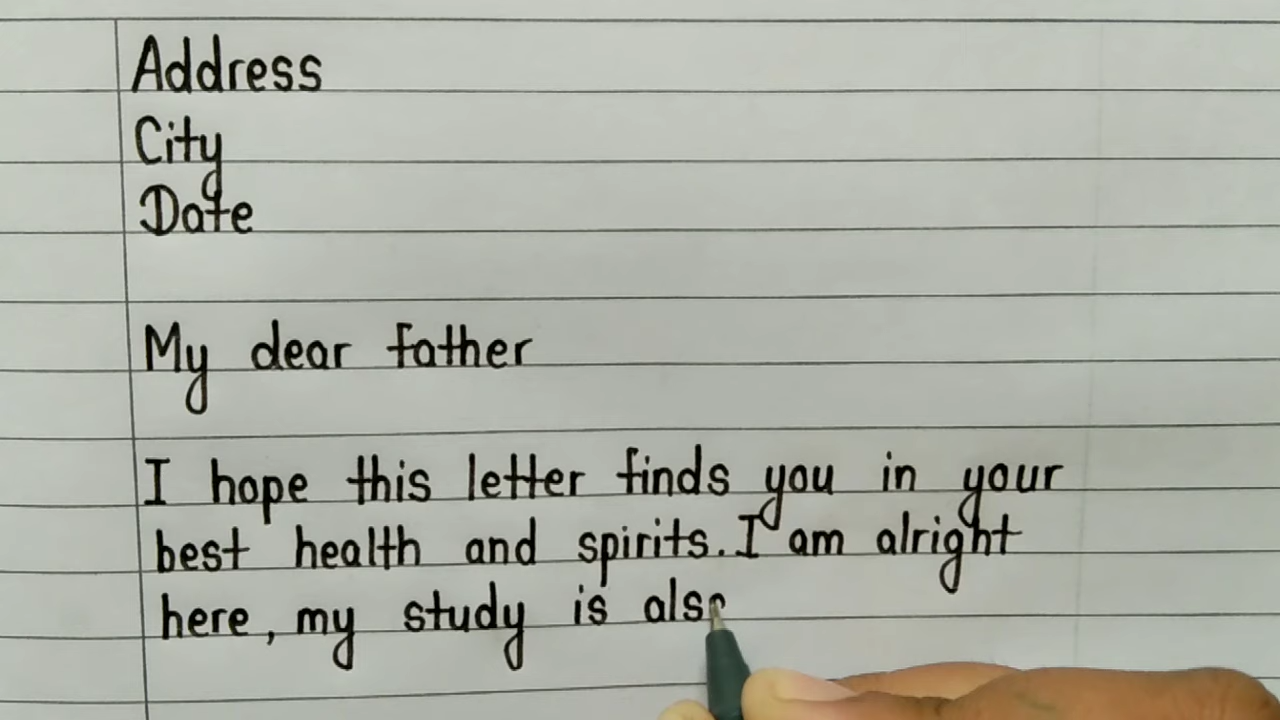 Address
City
Date
My dear father
I hope this letter finds you in your
best health and spirits. I am alright
here, my study is also